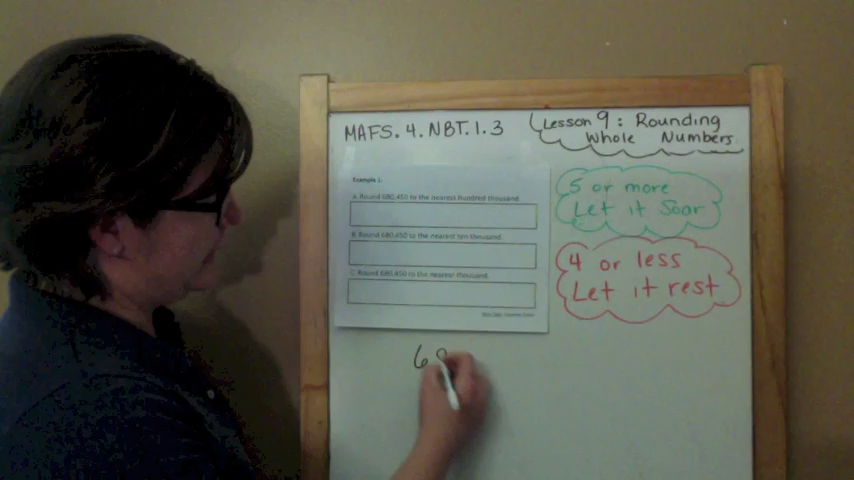 MAFS.4.NBT.1.3
Lesson 9: Rounding
Whole Numbers
Example 1:
A. Round 680,450 to the nearest hundred thousand.
B. Round 680,450 to the nearest ten thousand.
C. Round 680,450 to the nearest thousand.
5 or more
Let it Soar
4 or less
Let it rest
68